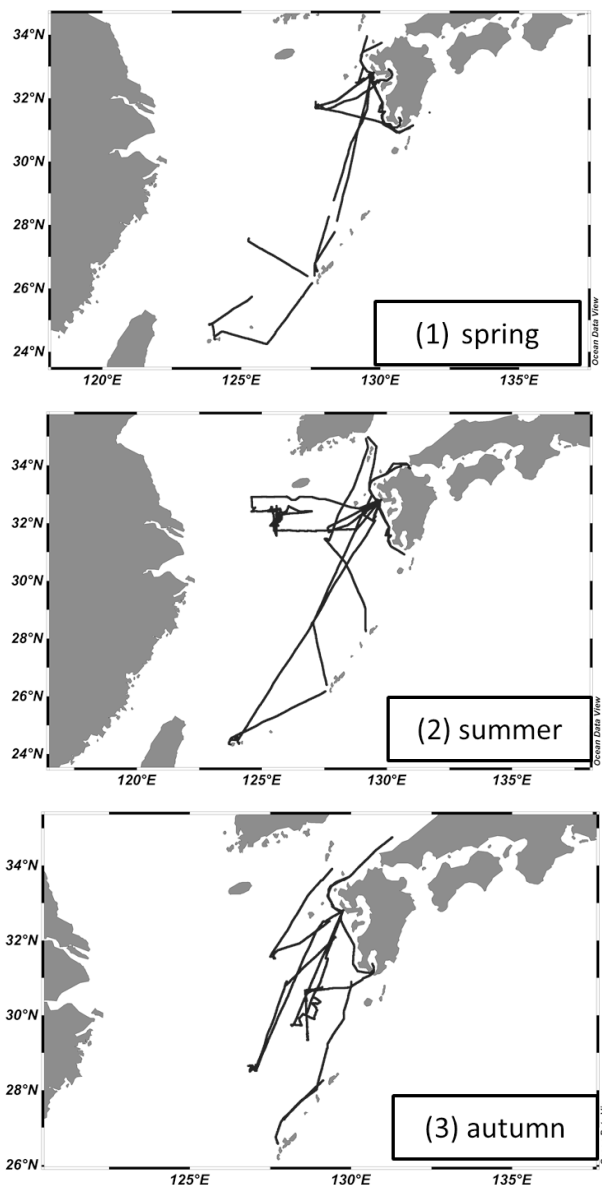 34°N
32°N
30°N
28°N
26°N
24°N
(1) spring
Ocean Data View
120°E 125°E 130°E 135°E
34°N
32°N
30°N
28°N
26°N
24°N
(2) summer
Ocean Data View
120°E 125°E 130°E 135°E
34°N
32°N
30°N
28°N
26°N
(3) autumn
125°E 130°E 135°E